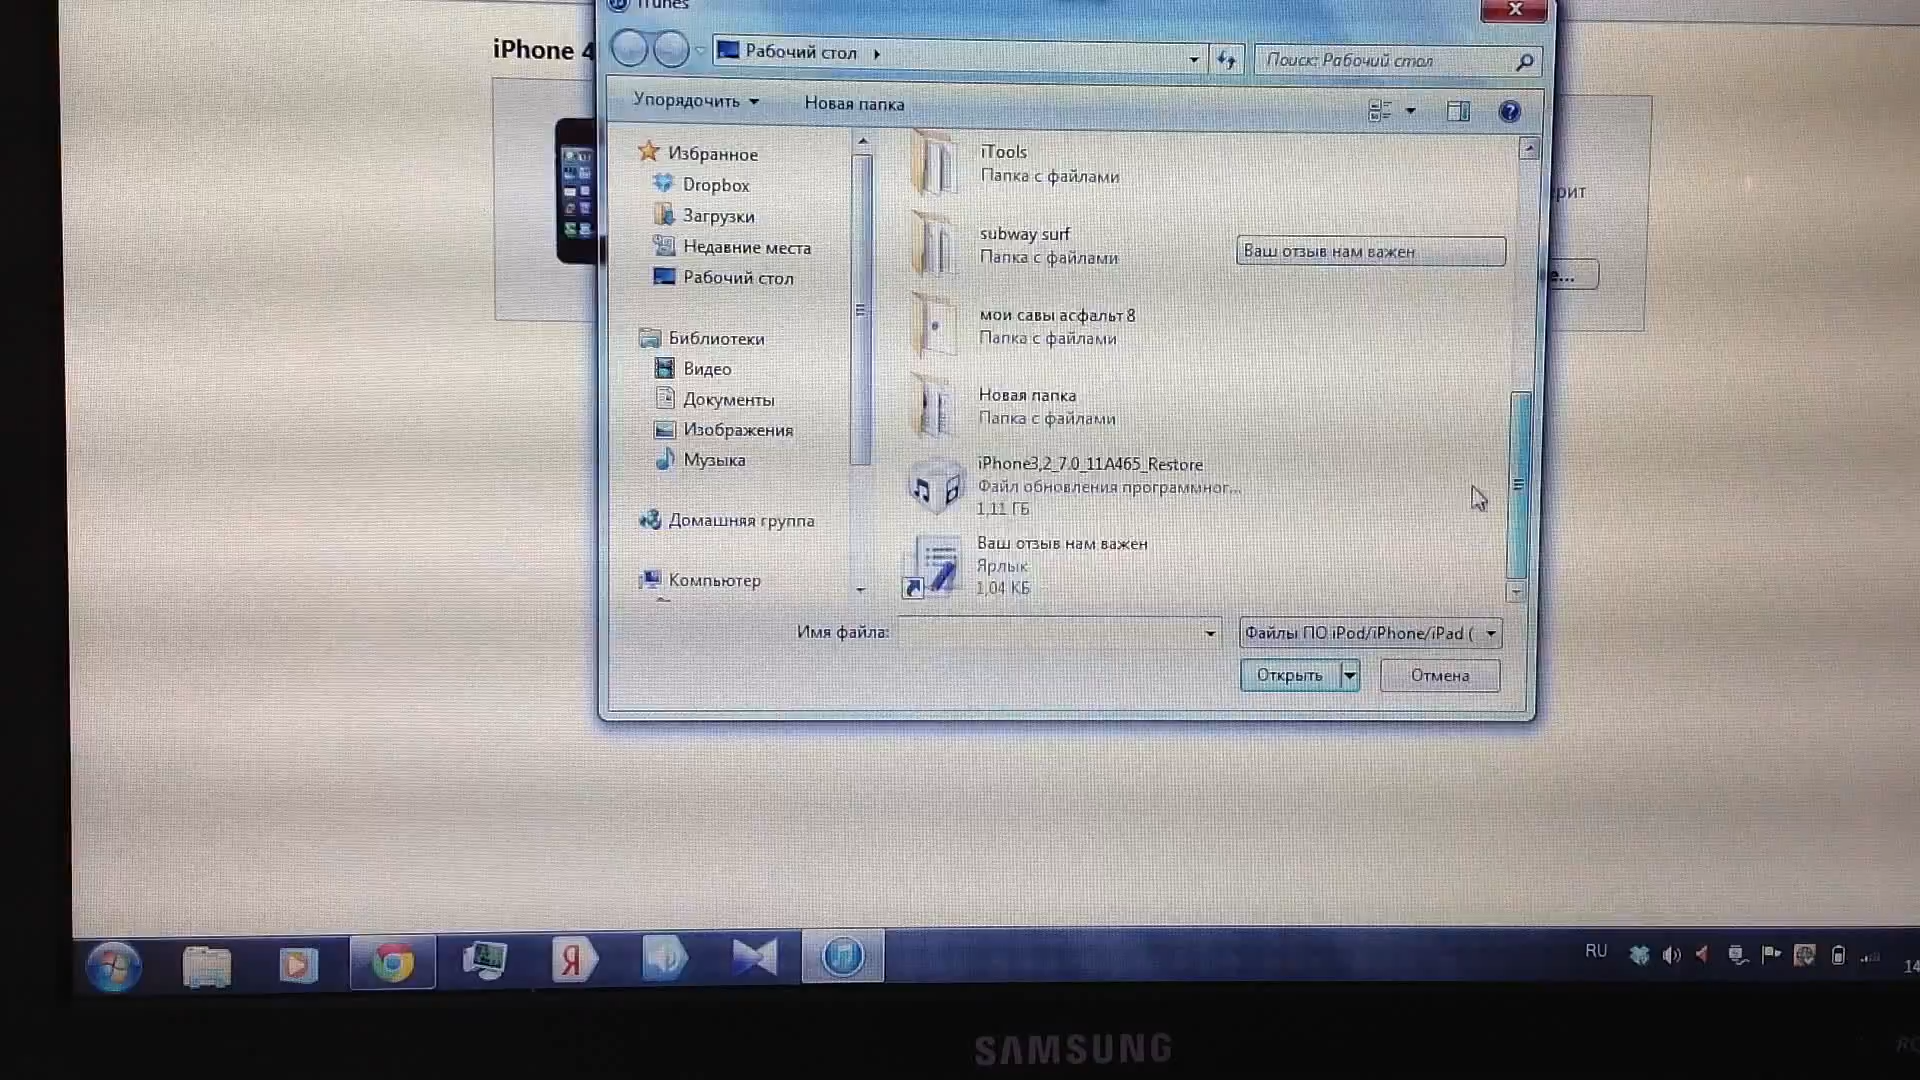 iTunes
iPhone 4
Рабочий стол
Поиск: Рабочий стол
Упорядочить
Новая папка
Избранное
Dropbox
Загрузки
Недавние места
Рабочий стол
Библиотеки
Видео
Документы
Изображения
Музыка
Домашняя группа
Компьютер
iTools
Папка с файлами
subway surf
Папка с файлами
Ваш отзыв нам важен
мои савы асфальт 8
Папка с файлами
Новая папка
Папка с файлами
iPhone3,2_7.0_11A465_Restore
Файл обновления программног...
1,11 ГБ
Ваш отзыв нам важен
Ярлык
1,04 КБ
Имя файла:
Файлы ПО iPod/iPhone/iPad (
Открыть
Отмена
рит
е...
Я
RU
14
SAMSUNG